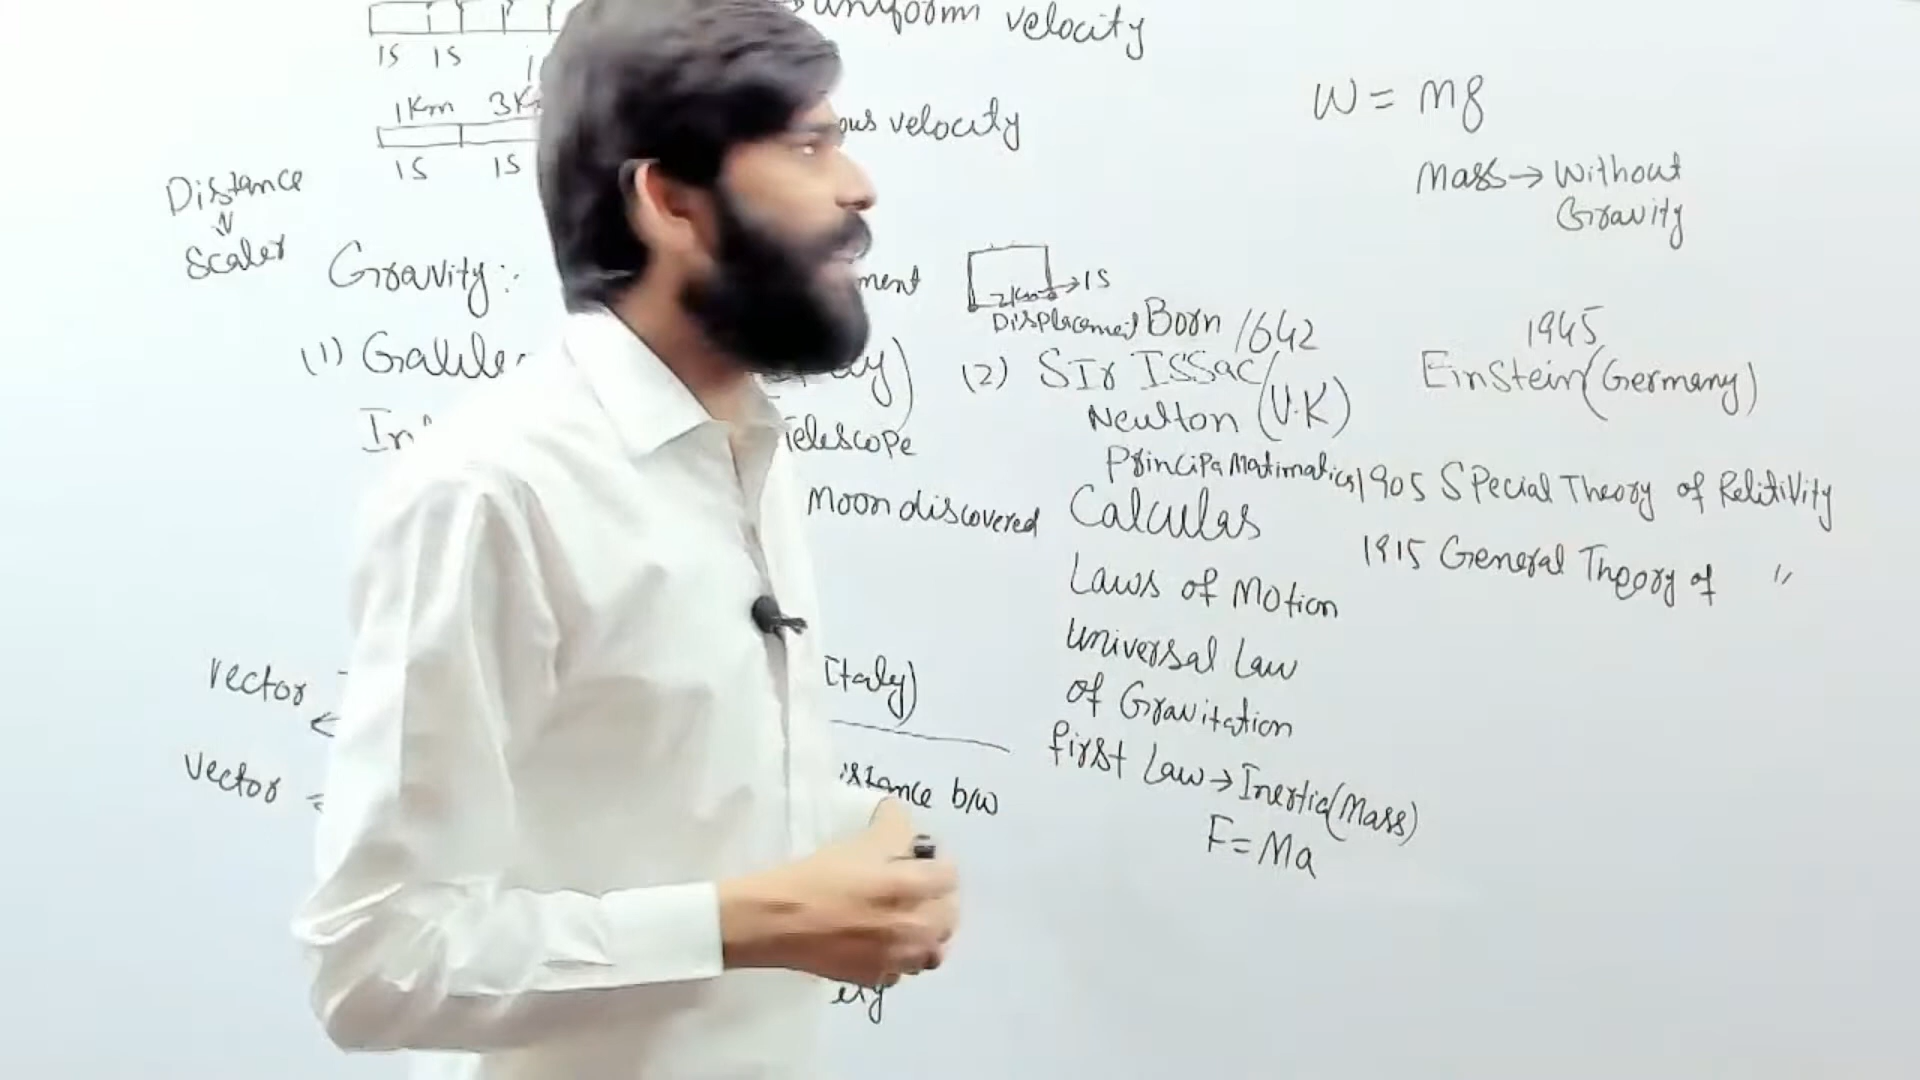 uniform velocity
1S 1S
1Km 3K
ous velocity
1S 1S
W = mg
Mass → Without
Gravity
Distance
Scaler
Gravity:
ment
→1S
Displacement
Born 1642
1945
(1) Galile
(2) SIr ISSac
Einstein (Germany)
Newton (U.K)
Telescope
PrinciPa Matimatics
1905 SPecial Theory of Relitivity
Moon discovered
Calculas
1915 General Theory of "
Laws of Motion
Universal Law
of Gravitation
Vector
Italy)
first Law → Inertia(Mass)
Vector
istance b/w
F = Ma